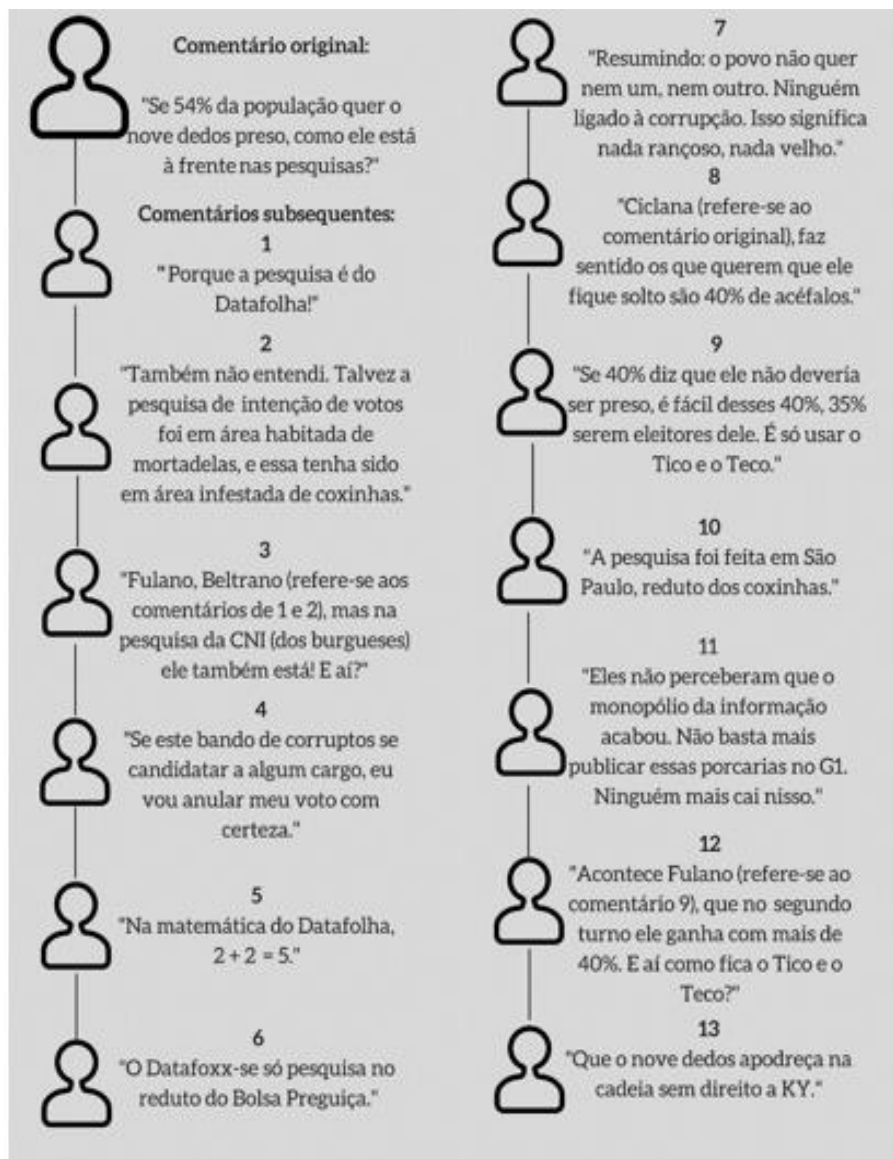 Comentário original:
"Se 54% da população quer o
nove dedos preso, como ele está
à frente nas pesquisas?"
Comentários subsequentes:
1
"Porque a pesquisa é do
Datafolha!"
2
"Também não entendi. Talvez a
pesquisa de intenção de votos
foi em área habitada de
mortadelas, e essa tenha sido
em área infestada de coxinhas."
3
"Fulano, Beltrano (refere-se aos
comentários de 1 e 2), mas na
pesquisa da CNI (dos burgueses)
ele também está! E aí?"
4
"Se este bando de corruptos se
candidatar a algum cargo, eu
vou anular meu voto com
certeza."
5
"Na matemática do Datafolha,
2 + 2 = 5."
6
"O Datafoxx-se só pesquisa no
reduto do Bolsa Preguiça."
7
"Resumindo: o povo não quer
nem um, nem outro. Ninguém
ligado à corrupção. Isso significa
nada rançoso, nada velho."
8
"Ciclana (refere-se ao
comentário original), faz
sentido os que querem que ele
fique solto são 40% de acéfalos."
9
"Se 40% diz que ele não deveria
ser preso, é fácil desses 40%, 35%
serem eleitores dele. É só usar o
Tico e o Teco."
10
"A pesquisa foi feita em São
Paulo, reduto dos coxinhas."
11
"Eles não perceberam que o
monopólio da informação
acabou. Não basta mais
publicar essas porcarias no G1.
Ninguém mais cai nisso."
12
"Acontece Fulano (refere-se ao
comentário 9), que no segundo
turno ele ganha com mais de
40%. E aí como fica o Tico e o
Teco?"
13
"Que o nove dedos apodreça na
cadeia sem direito a KY."